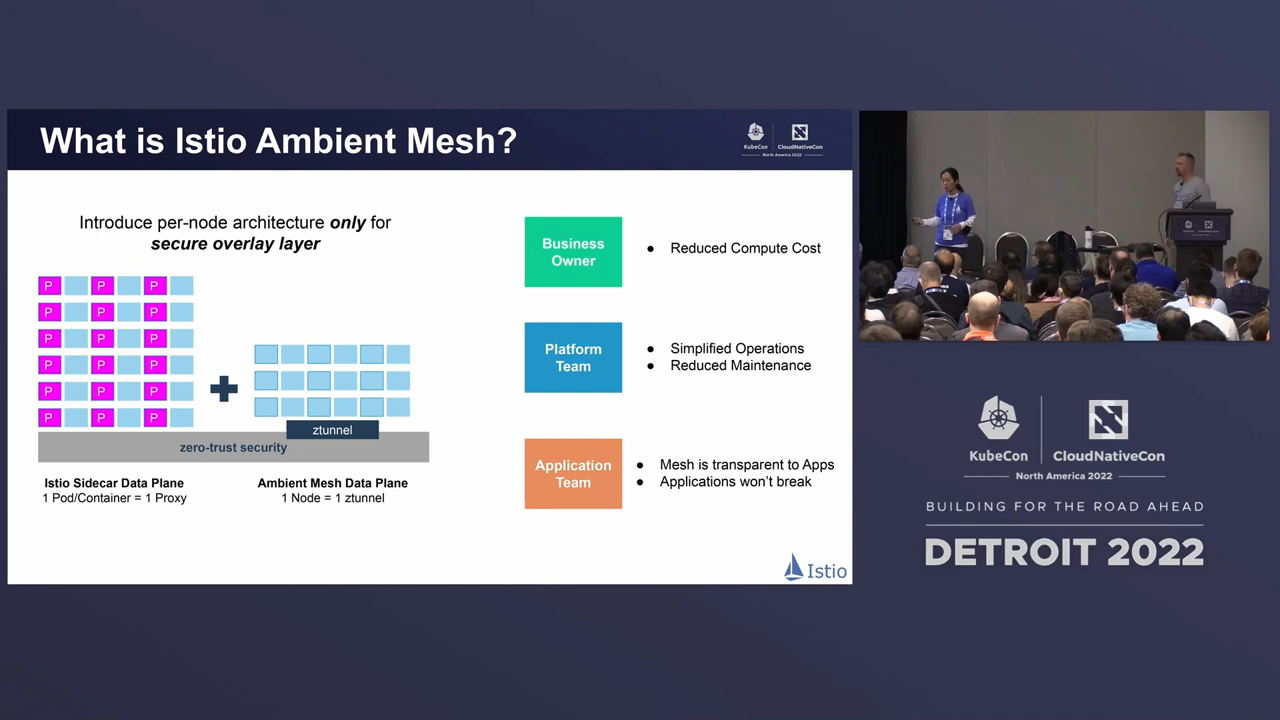 What is Istio Ambient Mesh?
KubeCon
CloudNativeCon
North America 2022
Introduce per-node architecture only for
secure overlay layer
P P P
P P P
P P P
P P P
P P P
P P P
ztunnel
zero-trust security
Istio Sidecar Data Plane
1 Pod/Container = 1 Proxy
Ambient Mesh Data Plane
1 Node = 1 ztunnel
Business
Owner
● Reduced Compute Cost
Platform
Team
● Simplified Operations
● Reduced Maintenance
Application
Team
● Mesh is transparent to Apps
● Applications won't break
Istio
KubeCon
CloudNativeCon
North America 2022
BUILDING FOR THE ROAD AHEAD
DETROIT 2022